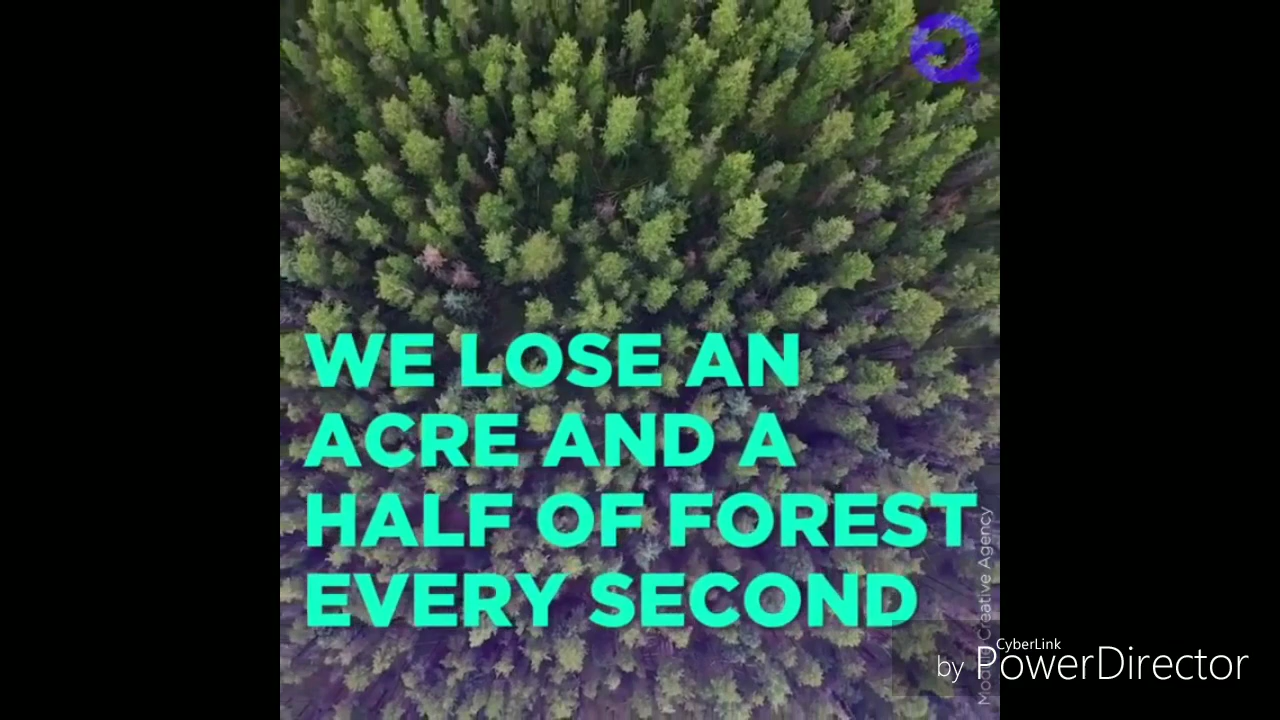 WE LOSE AN
ACRE AND A
HALF OF FOREST
EVERY SECOND
Creative Agency
CyberLink
by PowerDirector